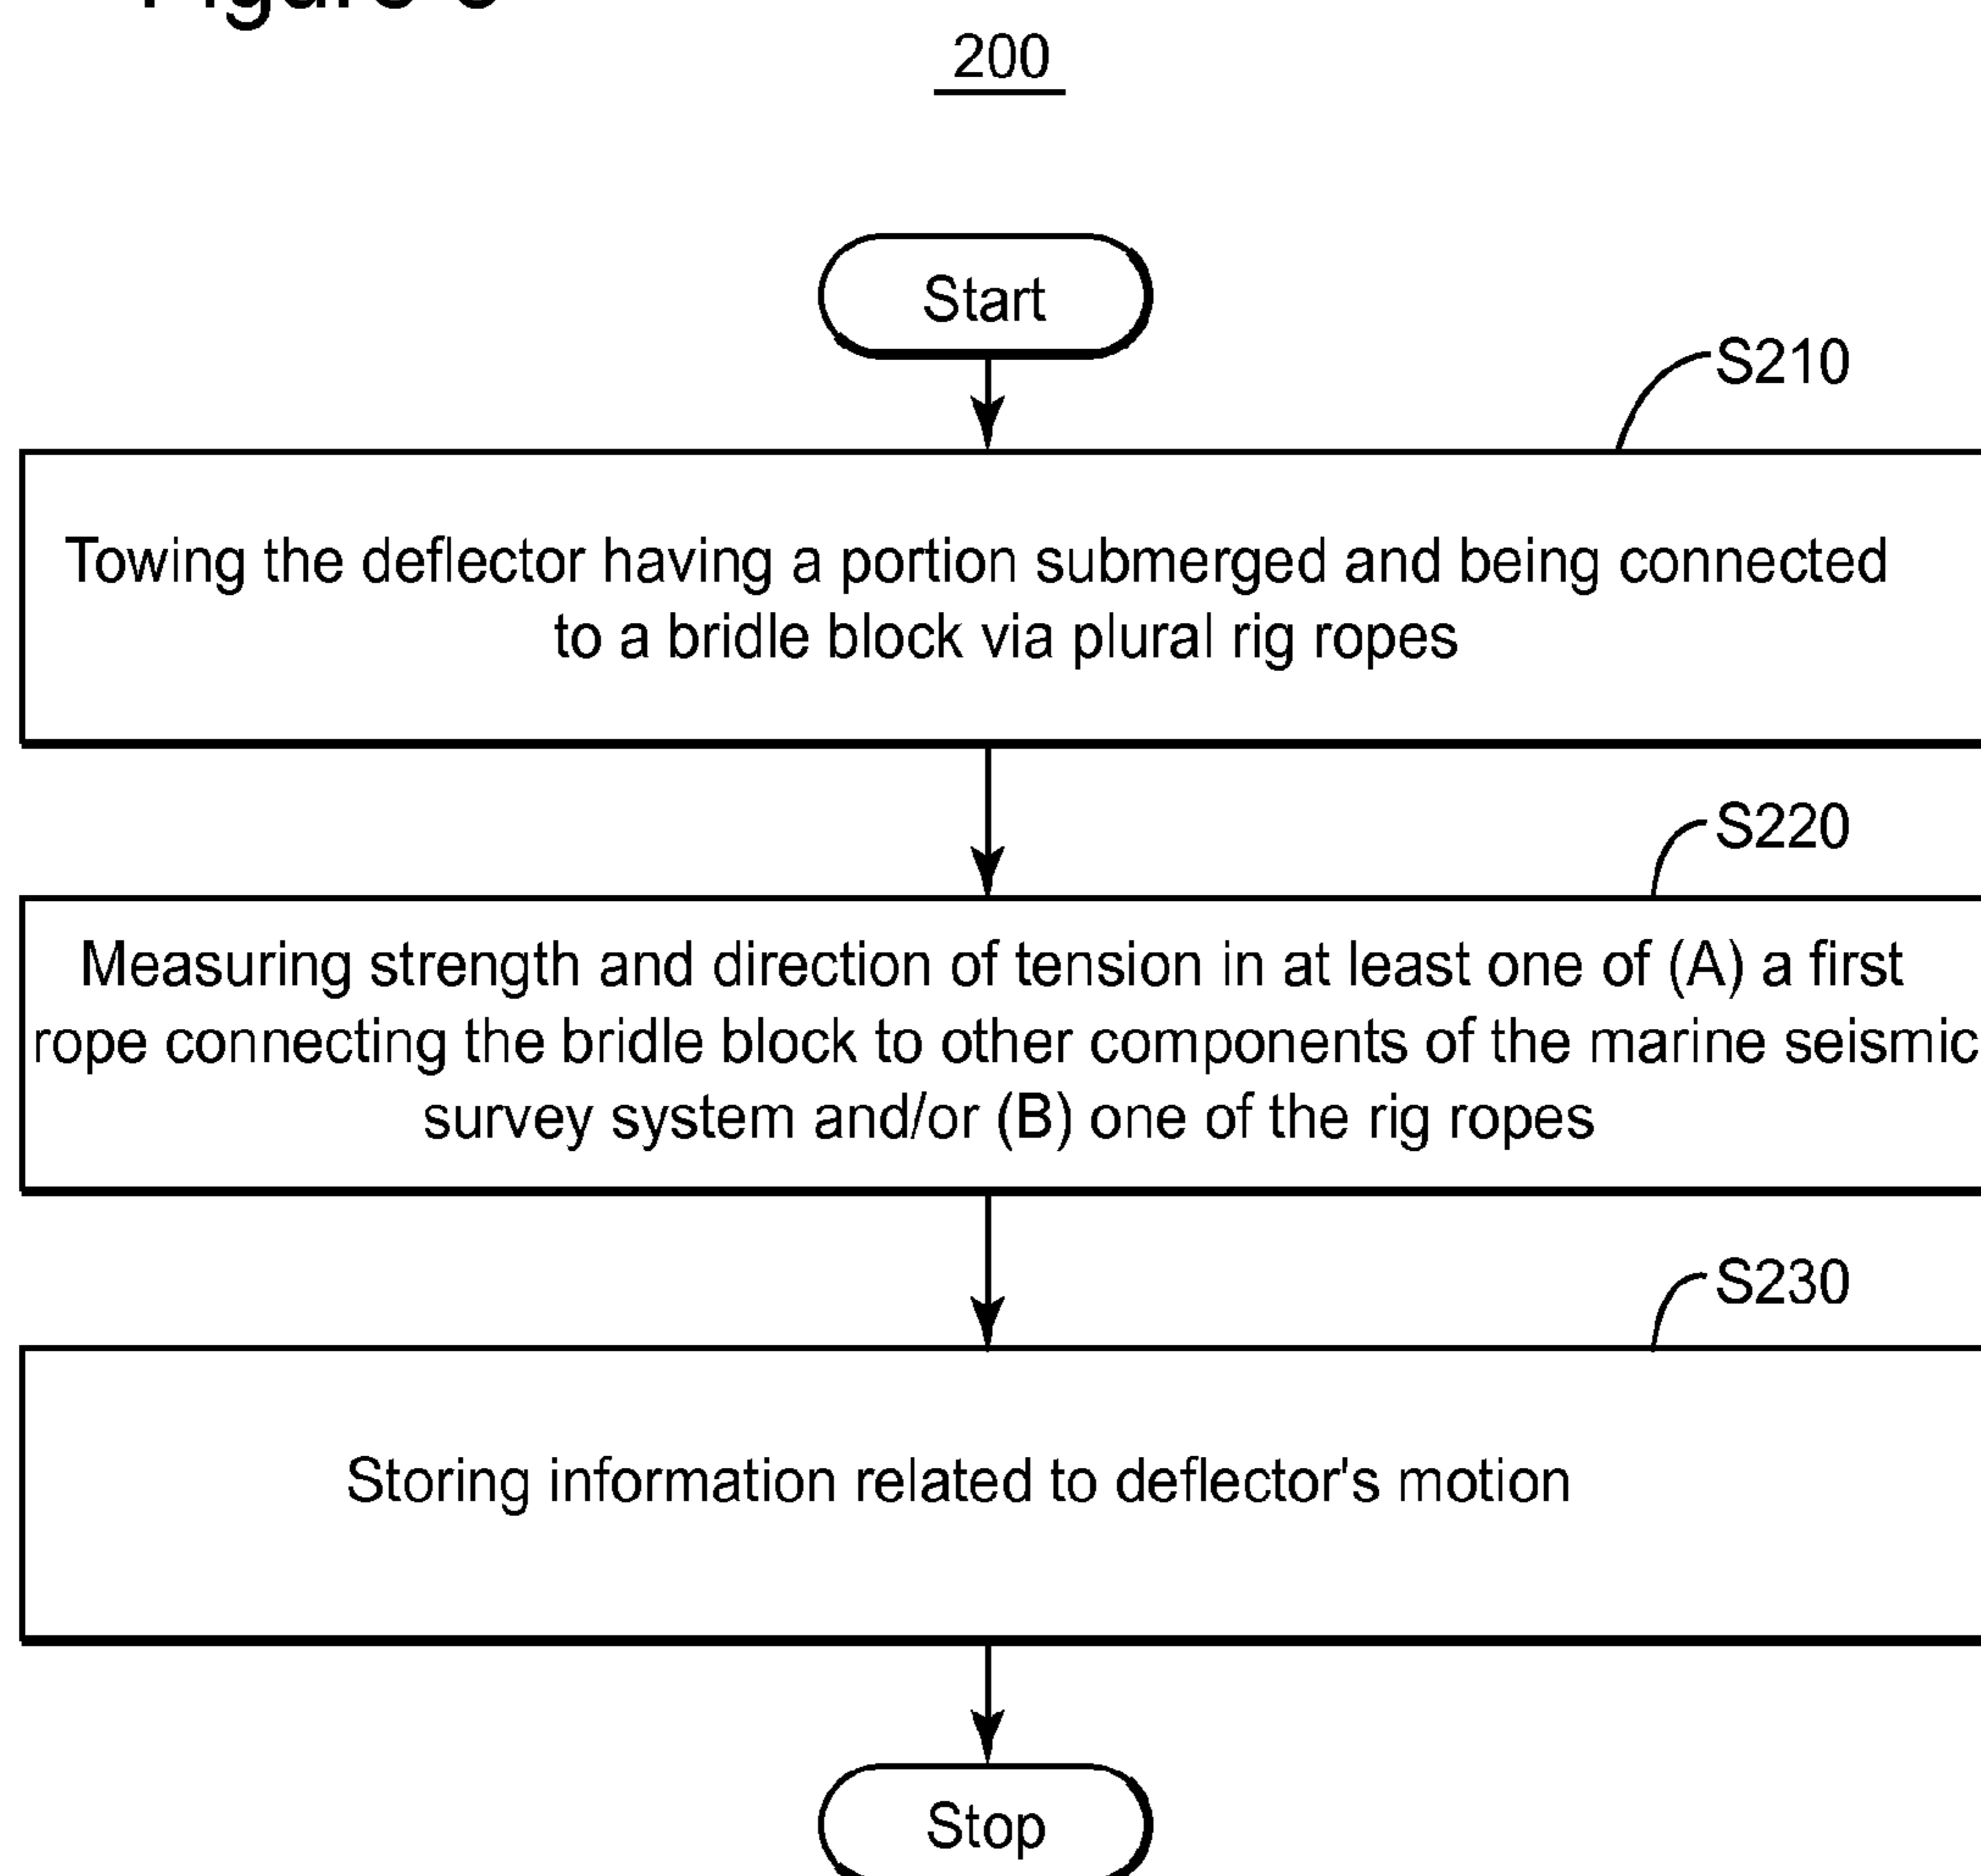 200
Start
S210
Towing the deflector having a portion submerged and being connected
to a bridle block via plural rig ropes
S220
Measuring strength and direction of tension in at least one of (A) a first
rope connecting the bridle block to other components of the marine seismic
survey system and/or (B) one of the rig ropes
S230
Storing information related to deflector's motion
Stop